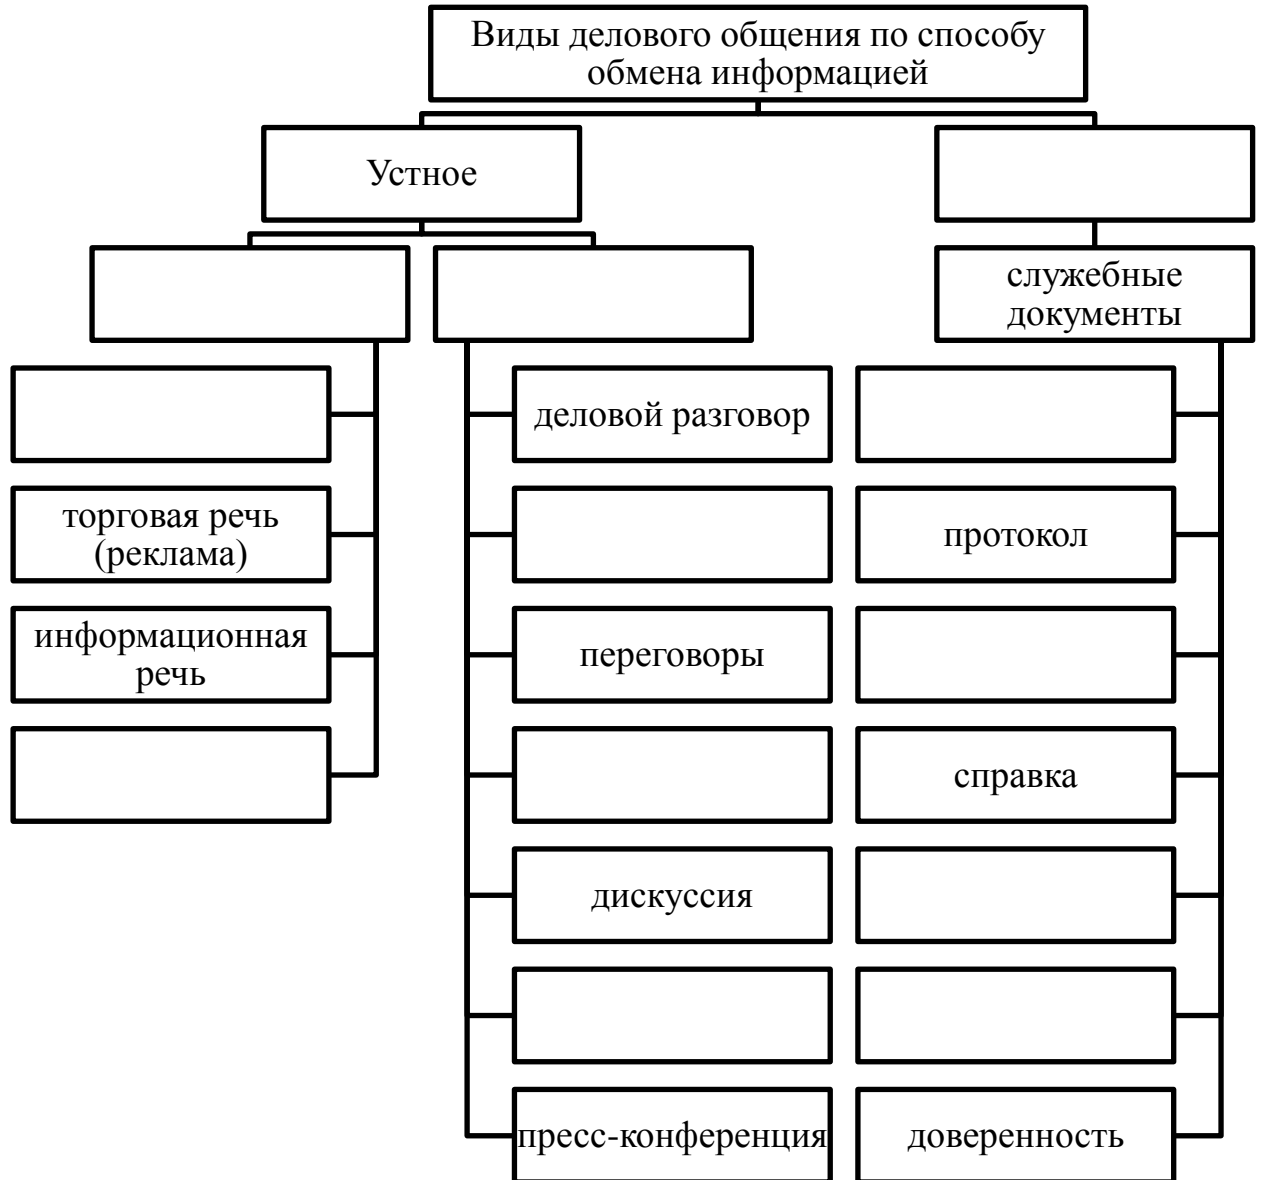 Виды делового общения по способу
обмена информацией
Устное
служебные
документы
деловой разговор
торговая речь
(реклама)
протокол
информационная
речь
переговоры
справка
дискуссия
пресс-конференция
доверенность